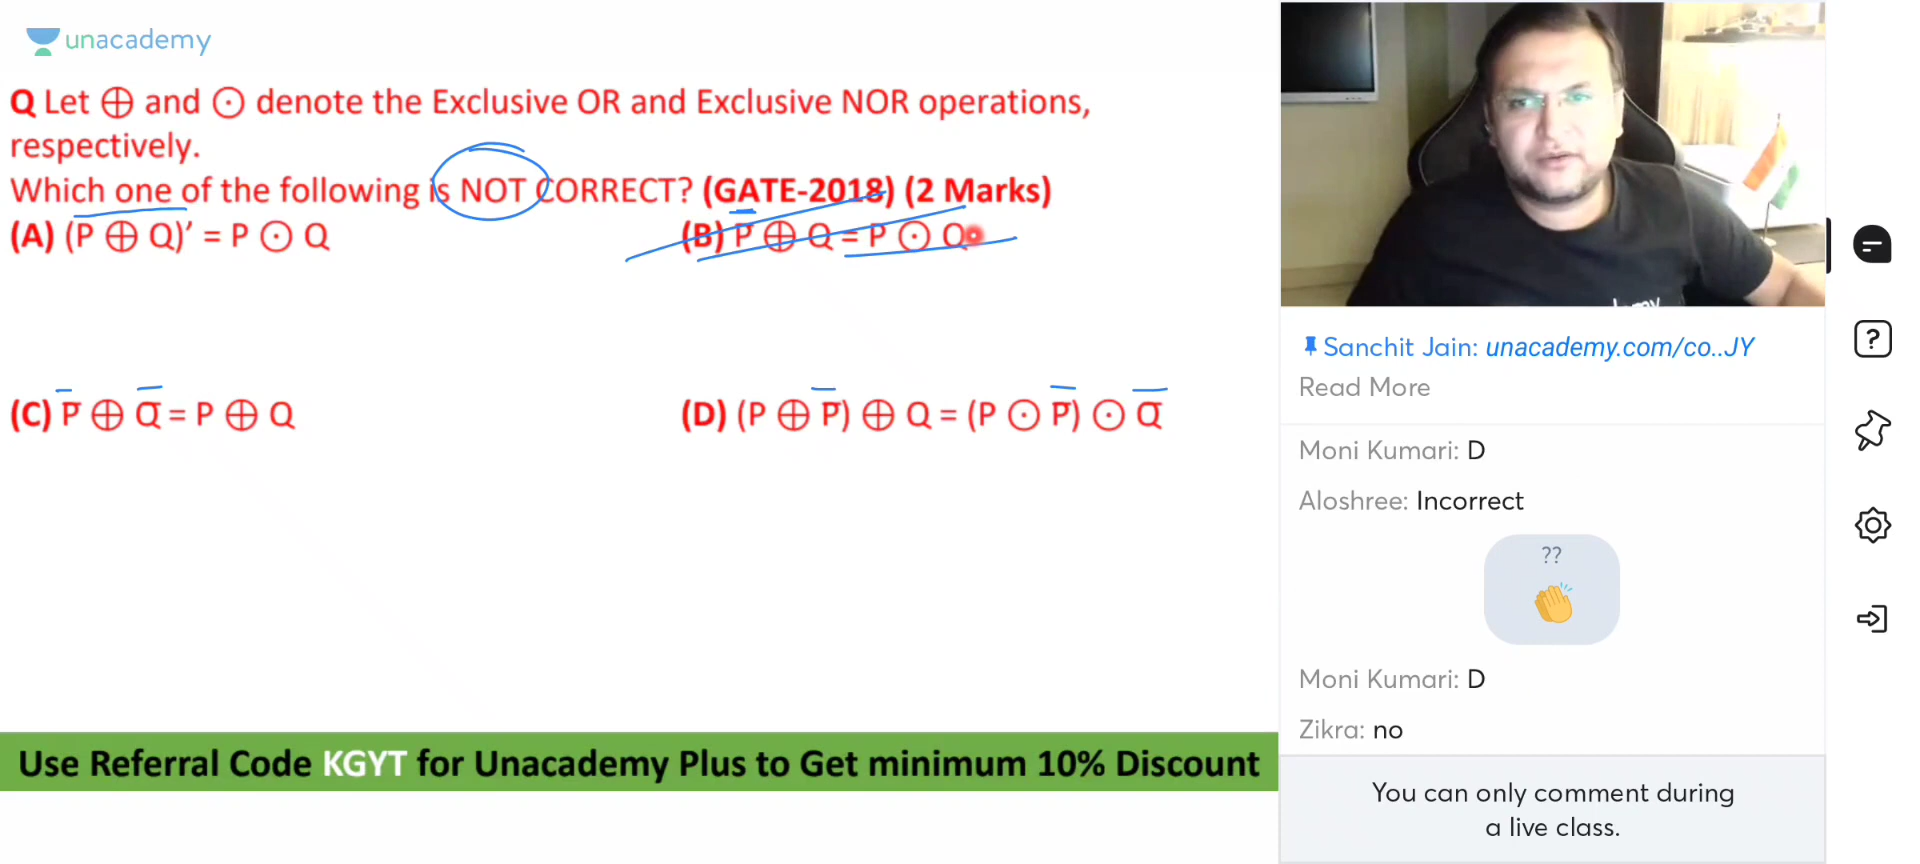 unacademy
Q Let ⊕ and ⊙ denote the Exclusive OR and Exclusive NOR operations,
respectively.
Which one of the following is NOT CORRECT? (GATE-2018) (2 Marks)
(A) (P ⊕ Q)’ = P ⊙ Q
(B) P̅ ⊕ Q = P ⊙ Q
(C) P̅ ⊕ Q̅ = P ⊕ Q
(D) (P ⊕ P̅) ⊕ Q = (P ⊙ P̅) ⊙ Q̅
Use Referral Code KGYT for Unacademy Plus to Get minimum 10% Discount
Sanchit Jain: unacademy.com/co..JY
Read More
Moni Kumari: D
Aloshree: Incorrect
??
Moni Kumari: D
Zikra: no
You can only comment during
a live class.